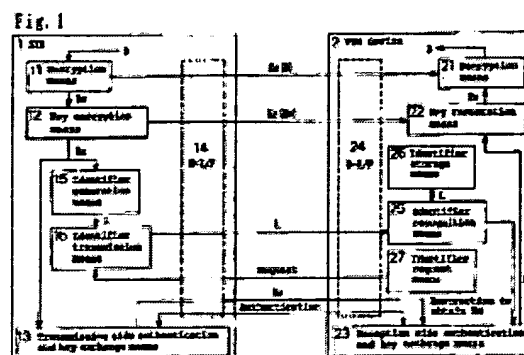 Fig. 1
1 STB
2 VTR device
D
11 Encryption means
12 Key encryption means
15 Identifier generation means
16 Identifier transmission means
13 Transmission side authentication and key exchange means
14
D-I/F
L
request
Authentication
24
D-I/F
D
21 Decryption means
22 Key restoration means
26 Identifier storage means
L
25 Identifier recognition means
27 Identifier request means
Instruction to obtain
23 Reception side authentication and key exchange means